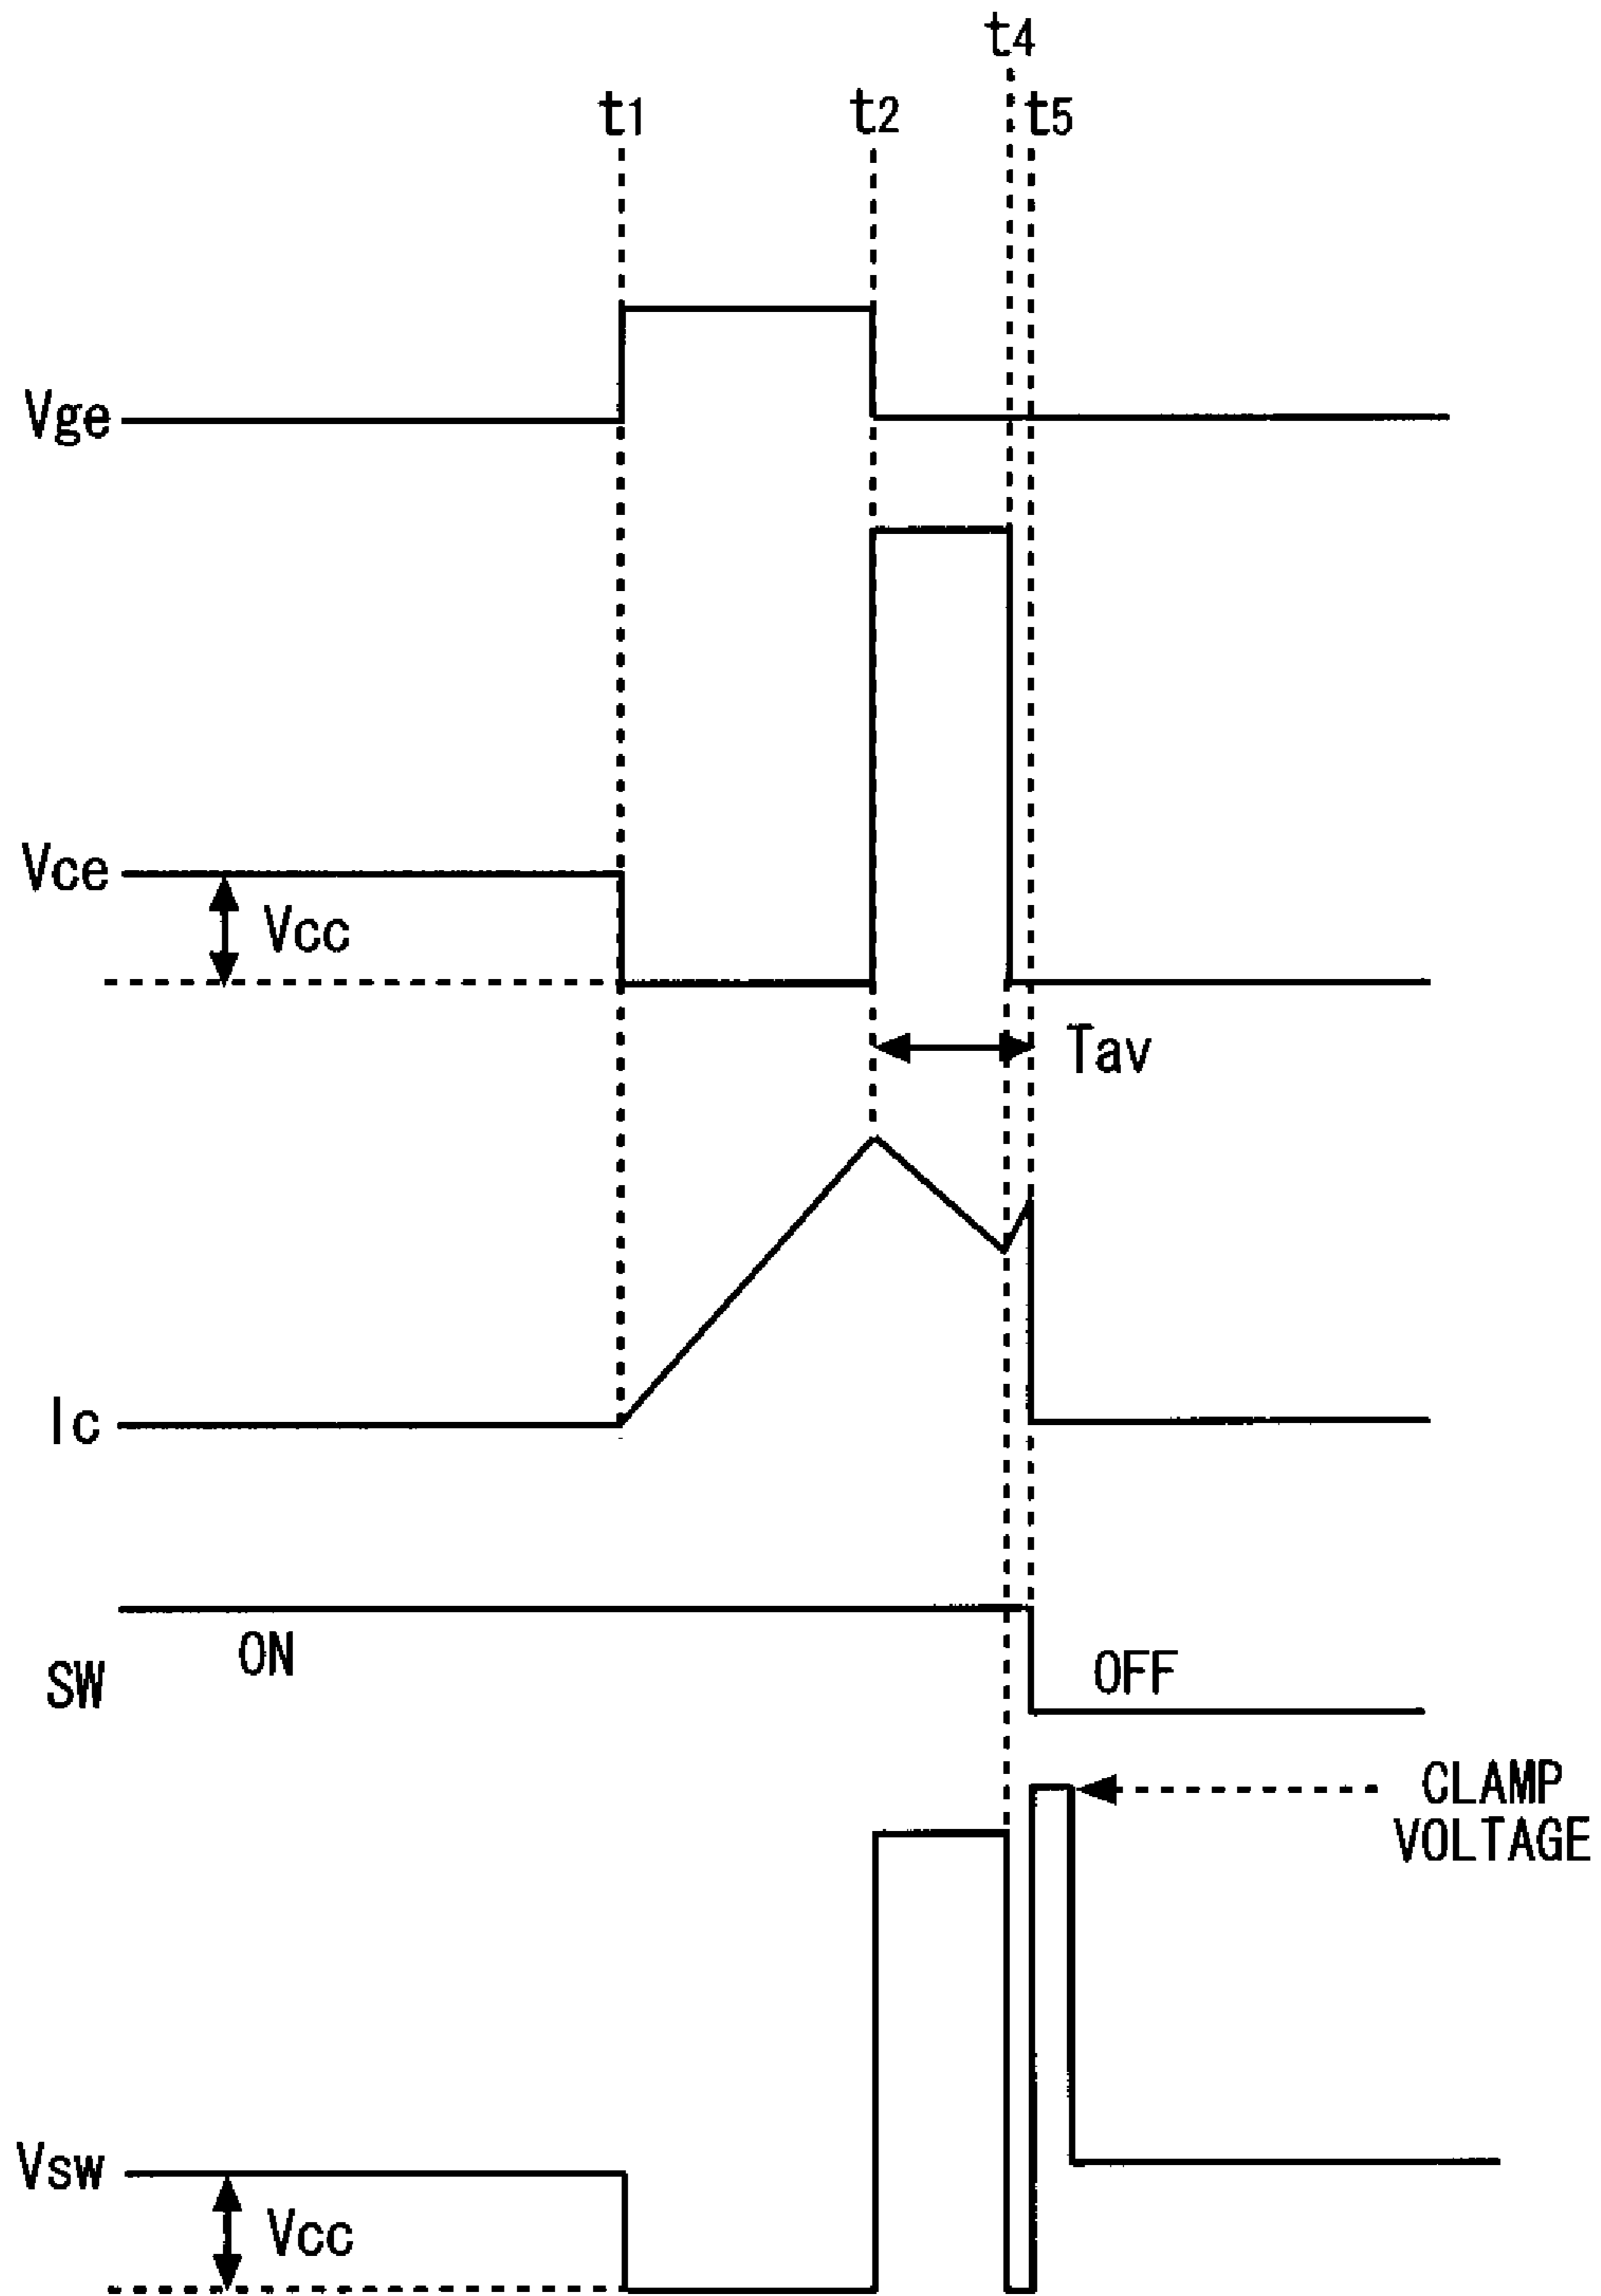 t4
t1
t2
t5
Vge
Vce
Vcc
Tav
Ic
ON
SW
OFF
CLAMP
VOLTAGE
Vsw
Vcc